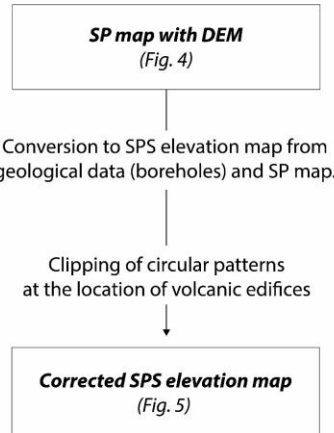 SP map with DEM
(Fig. 4)
Conversion to SPS elevation map from
geological data (boreholes) and SP map.
Clipping of circular patterns
at the location of volcanic edifices
Corrected SPS elevation map
(Fig. 5)